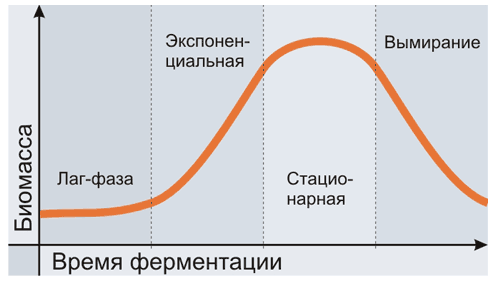 Экспонен-
циальная
Вымирание
Лаг-фаза
Стацио-
нарная
Биомасса
Время ферментации